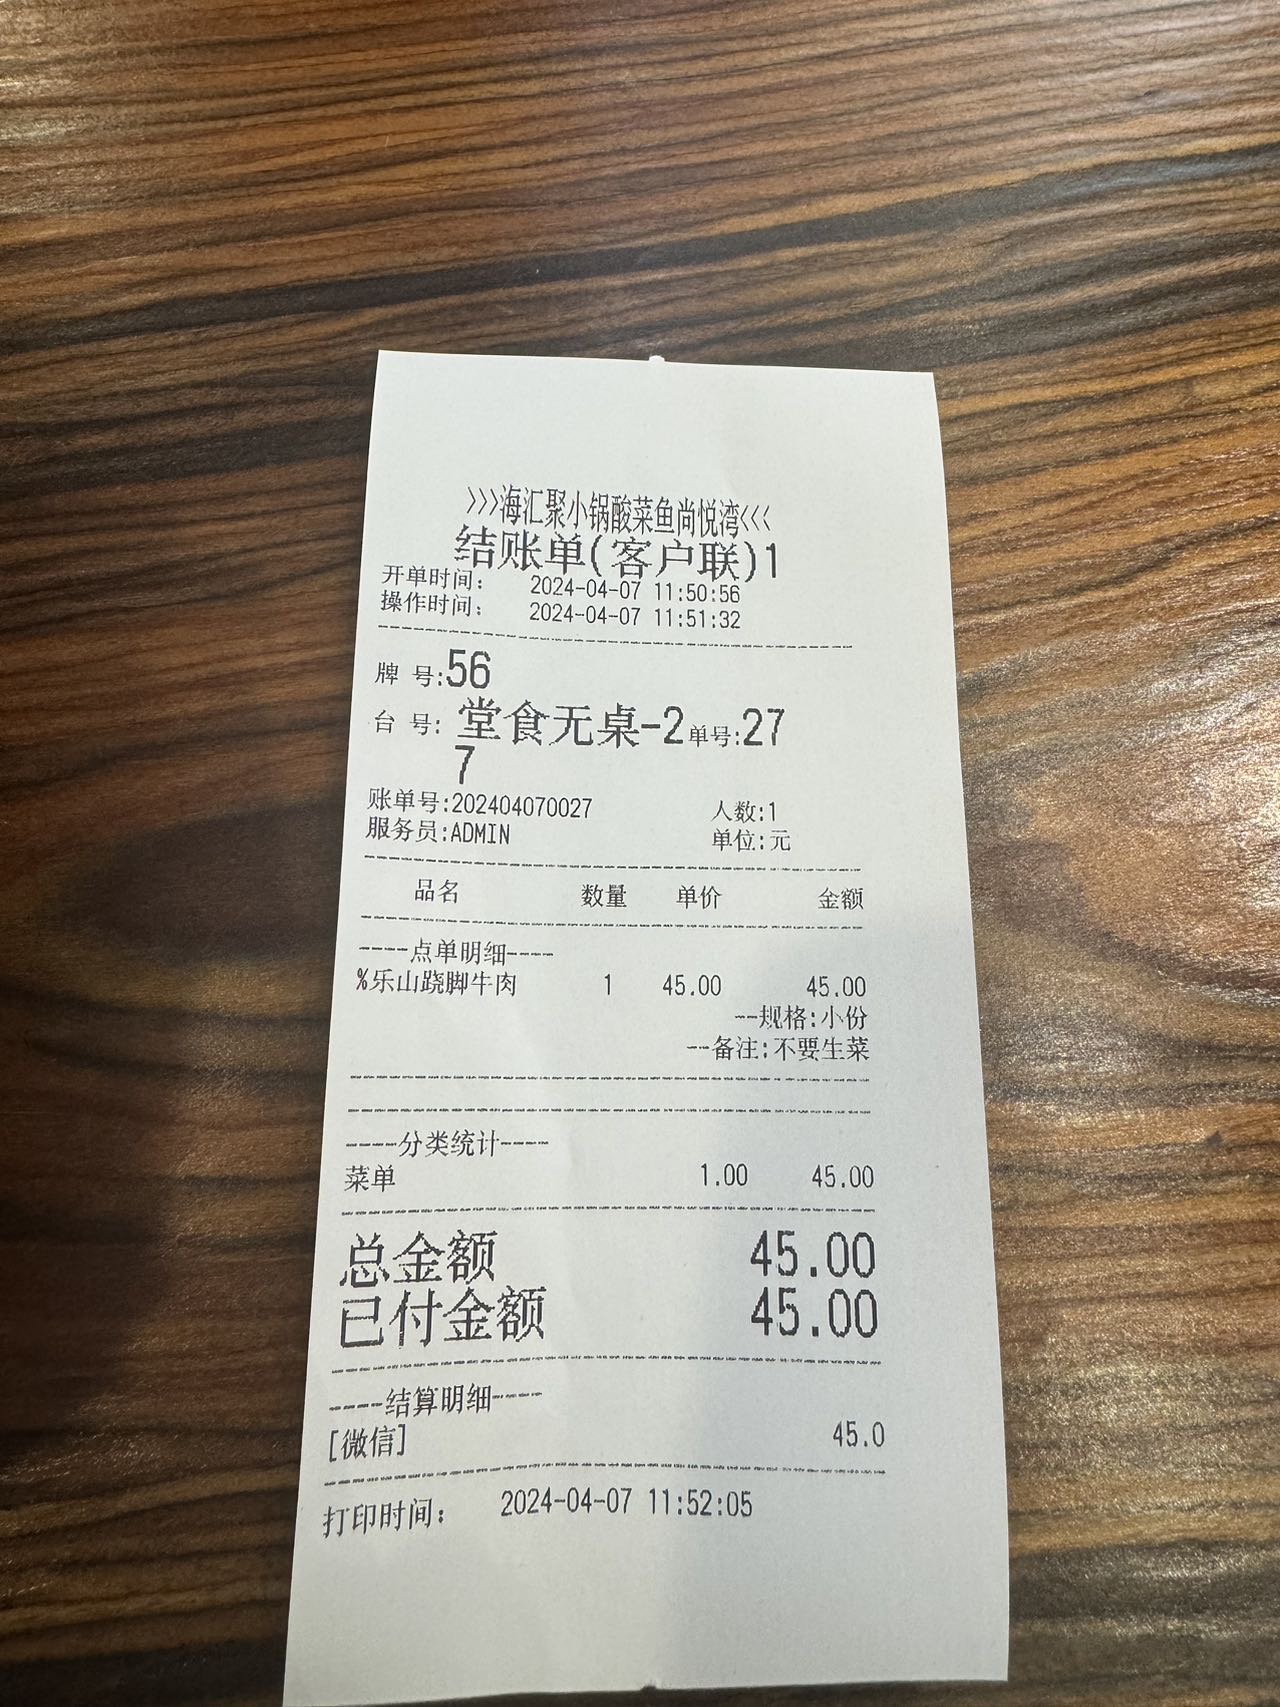 >>>海汇聚小锅酸菜鱼尚悦湾<<<
结账单(客户联)1
开单时间: 2024-04-07 11:50:56
操作时间: 2024-04-07 11:51:32
牌 号:56
台 号: 堂食无桌-2单号:27
7
账单号:202404070027 人数:1
服务员:ADMIN 单位:元
品名 数量 单价 金额
----点单明细----
%乐山跷脚牛肉 1 45.00 45.00
--规格:小份
--备注:不要生菜
----分类统计----
菜单 1.00 45.00
总金额 45.00
已付金额 45.00
----结算明细----
[微信] 45.0
打印时间: 2024-04-07 11:52:05